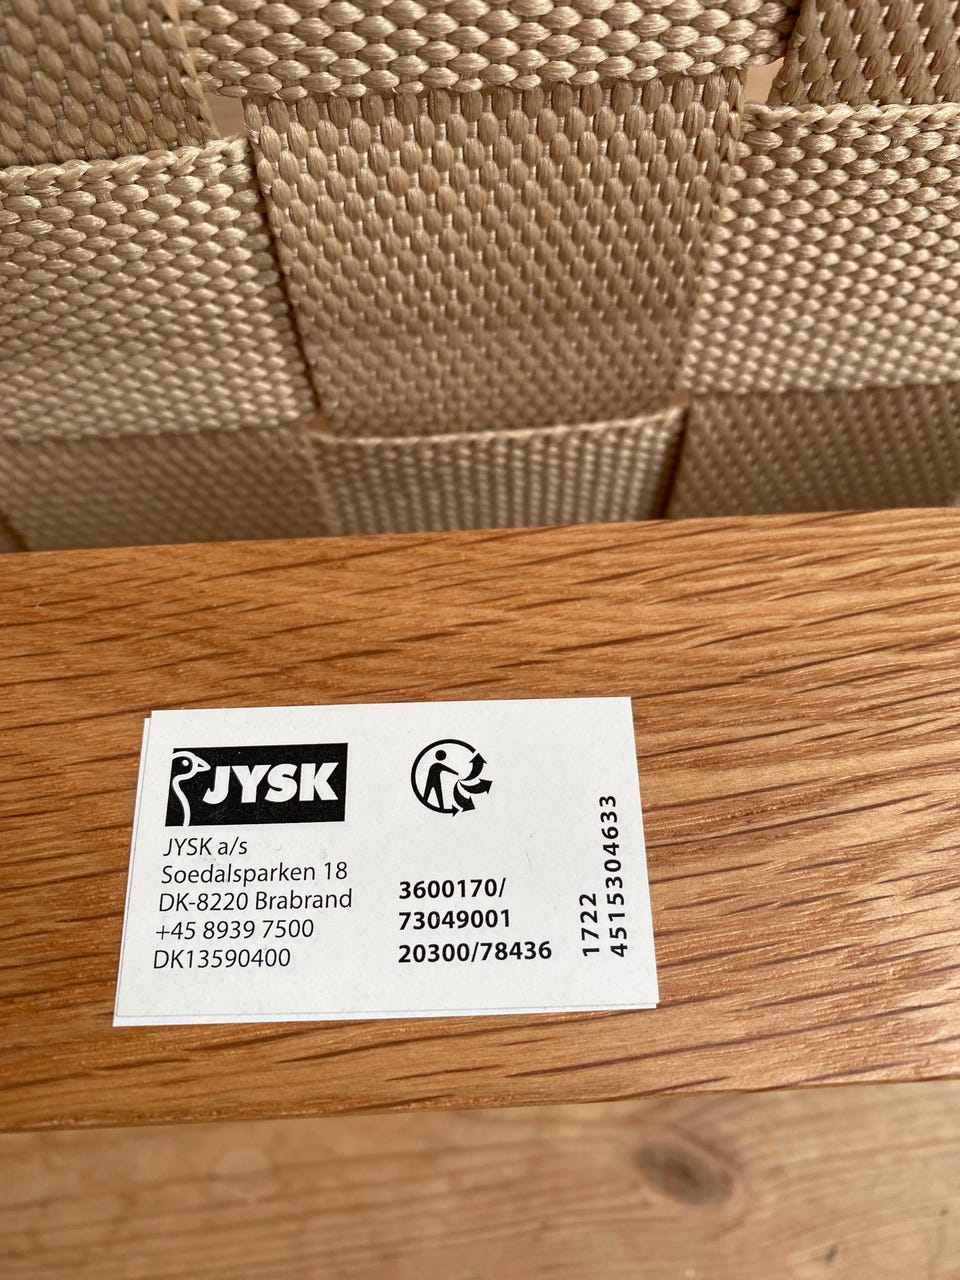 JYSK
JYSK a/s
Soedalsparken 18
DK-8220 Brabrand
+45 8939 7500
DK13590400
3600170/
73049001
20300/78436
1722
4515304633